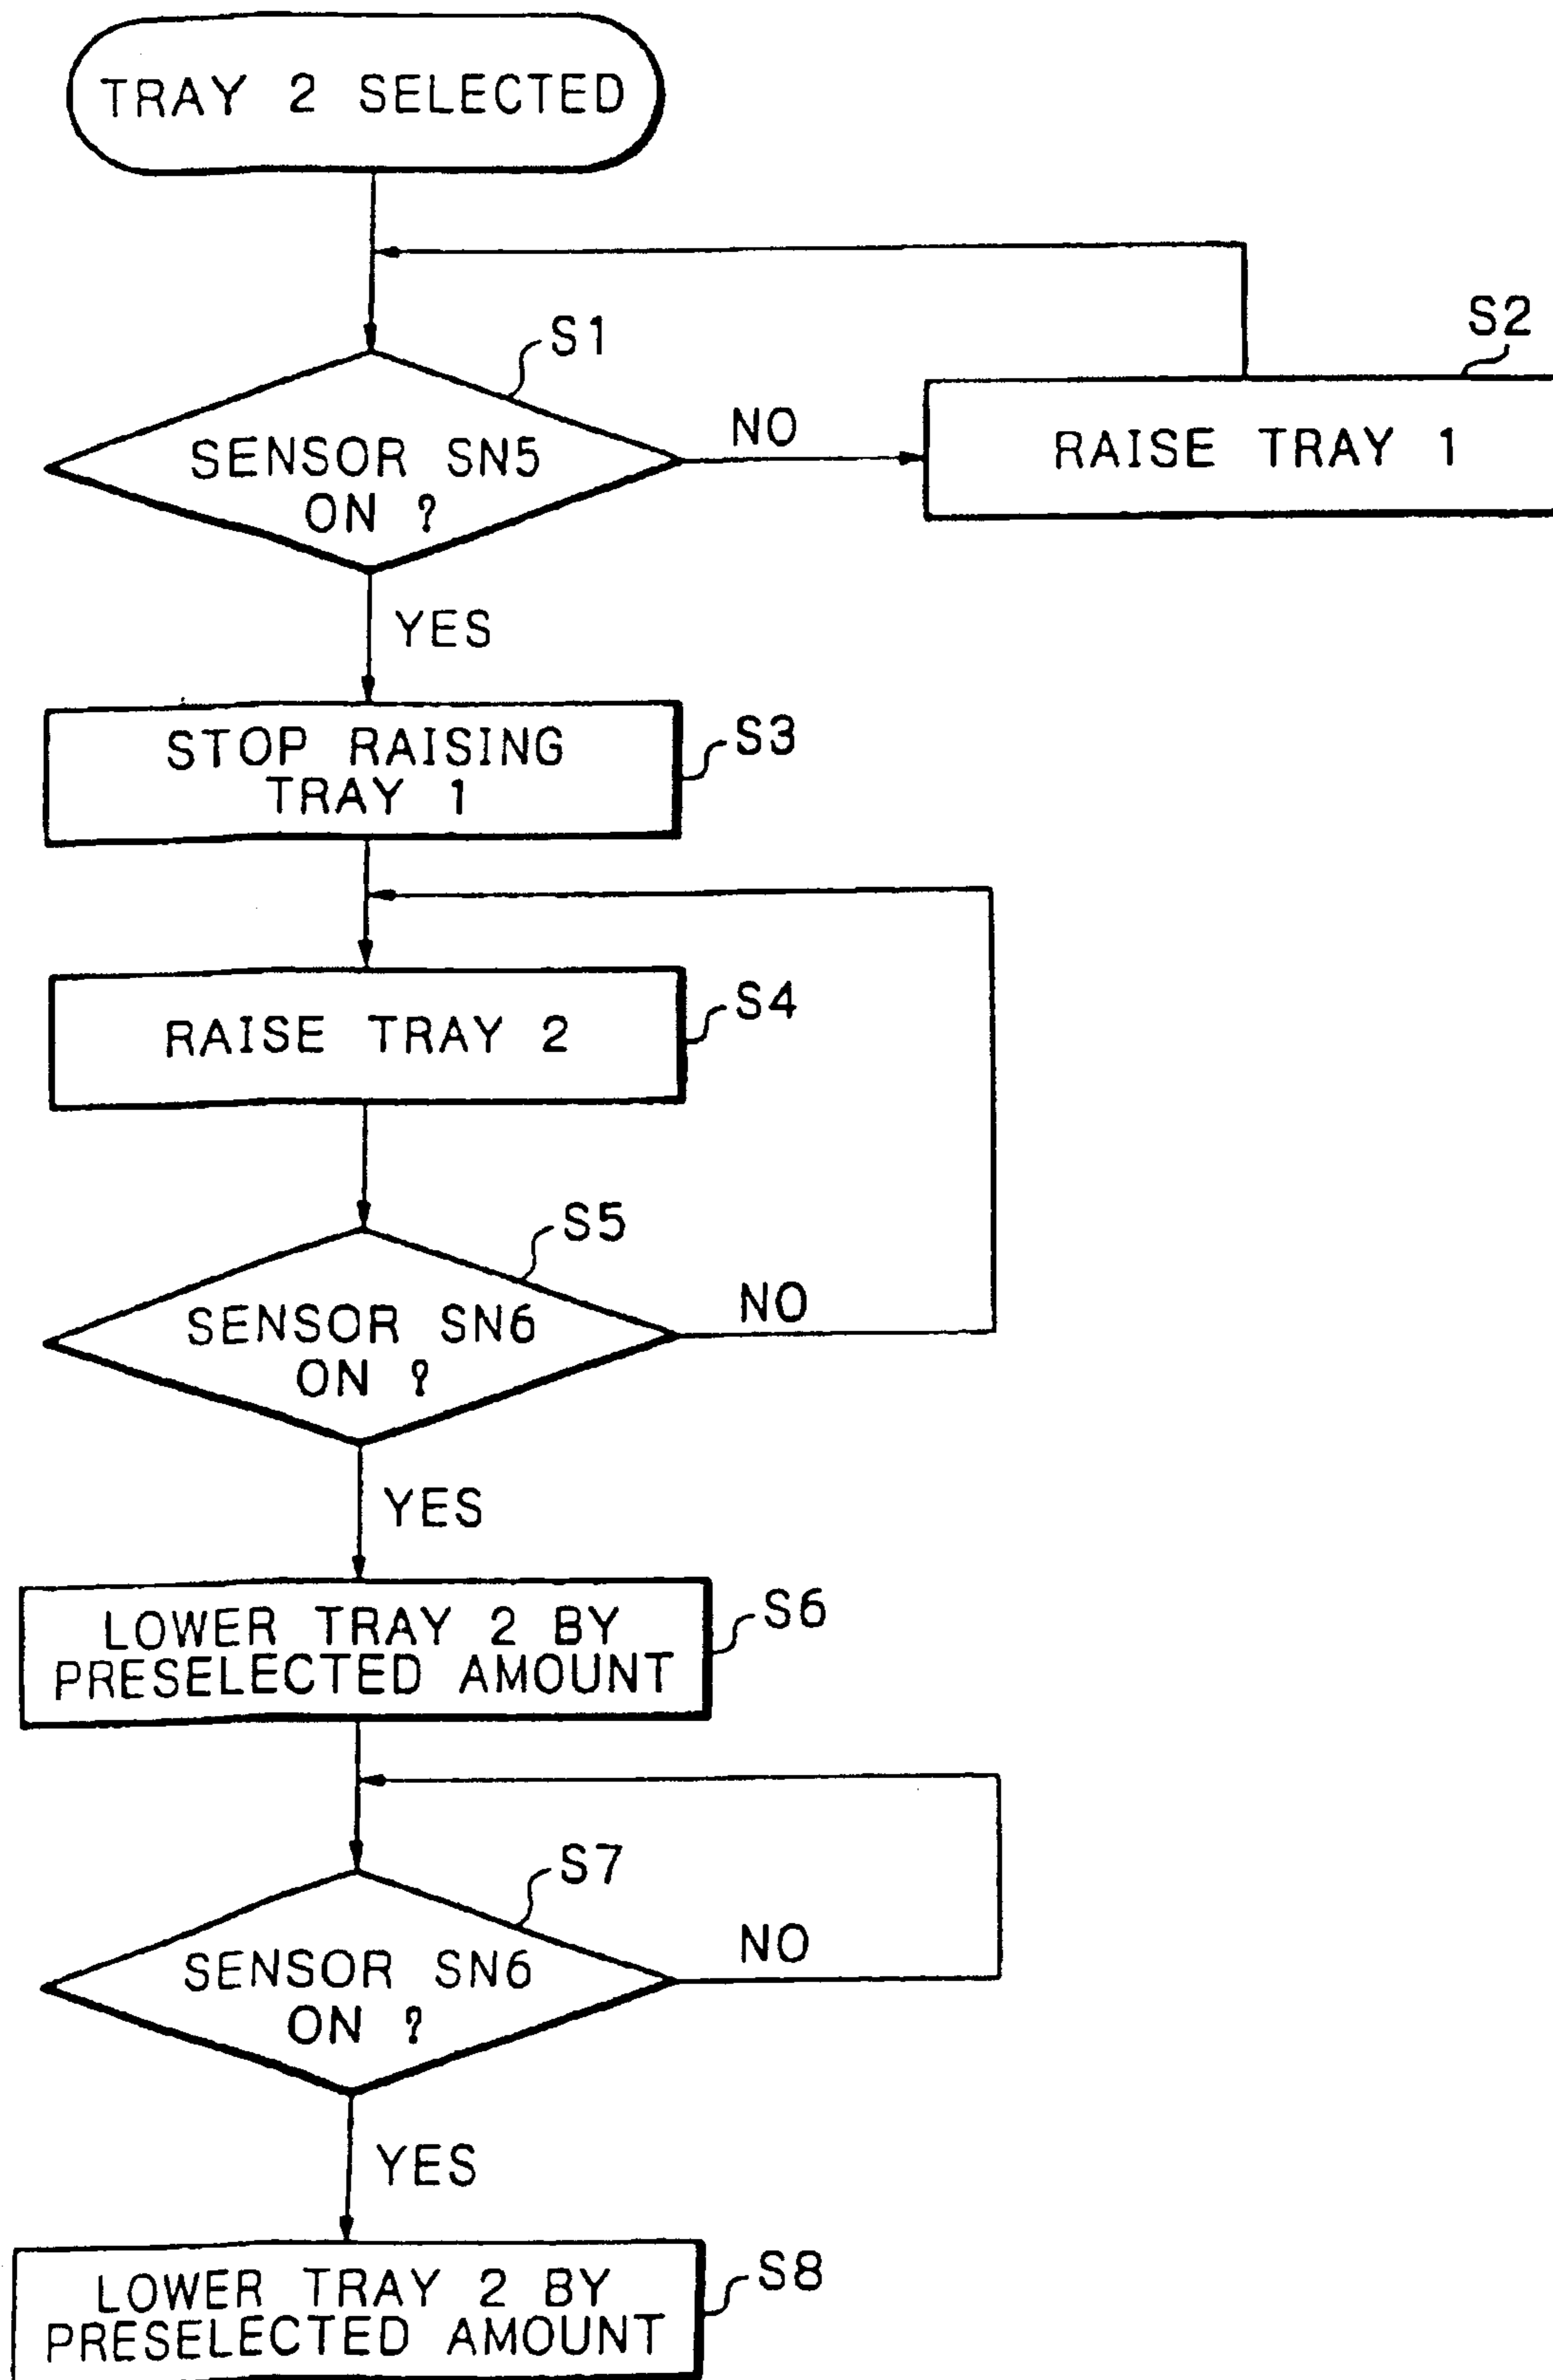 TRAY 2 SELECTED
S1
S2
SENSOR SN5
ON ?
NO
RAISE TRAY 1
YES
STOP RAISING
TRAY 1
S3
RAISE TRAY 2
S4
S5
SENSOR SN6
ON ?
NO
YES
LOWER TRAY 2 BY
PRESELECTED AMOUNT
S6
S7
SENSOR SN6
ON ?
NO
YES
LOWER TRAY 2 BY
PRESELECTED AMOUNT
S8